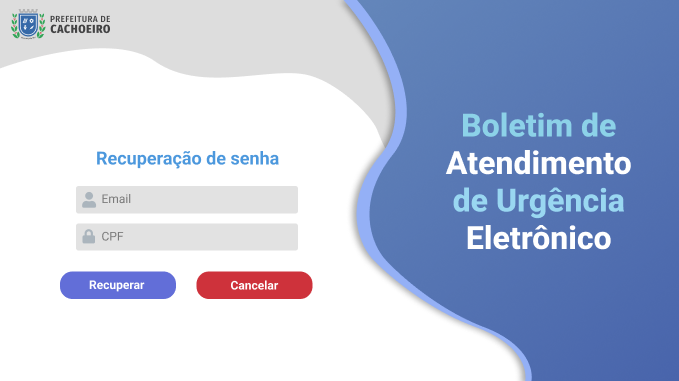 PREFEITURA DE
CACHOEIRO
Recuperação de senha
Email
CPF
Recuperar
Cancelar
Boletim de
Atendimento
de Urgência
Eletrônico